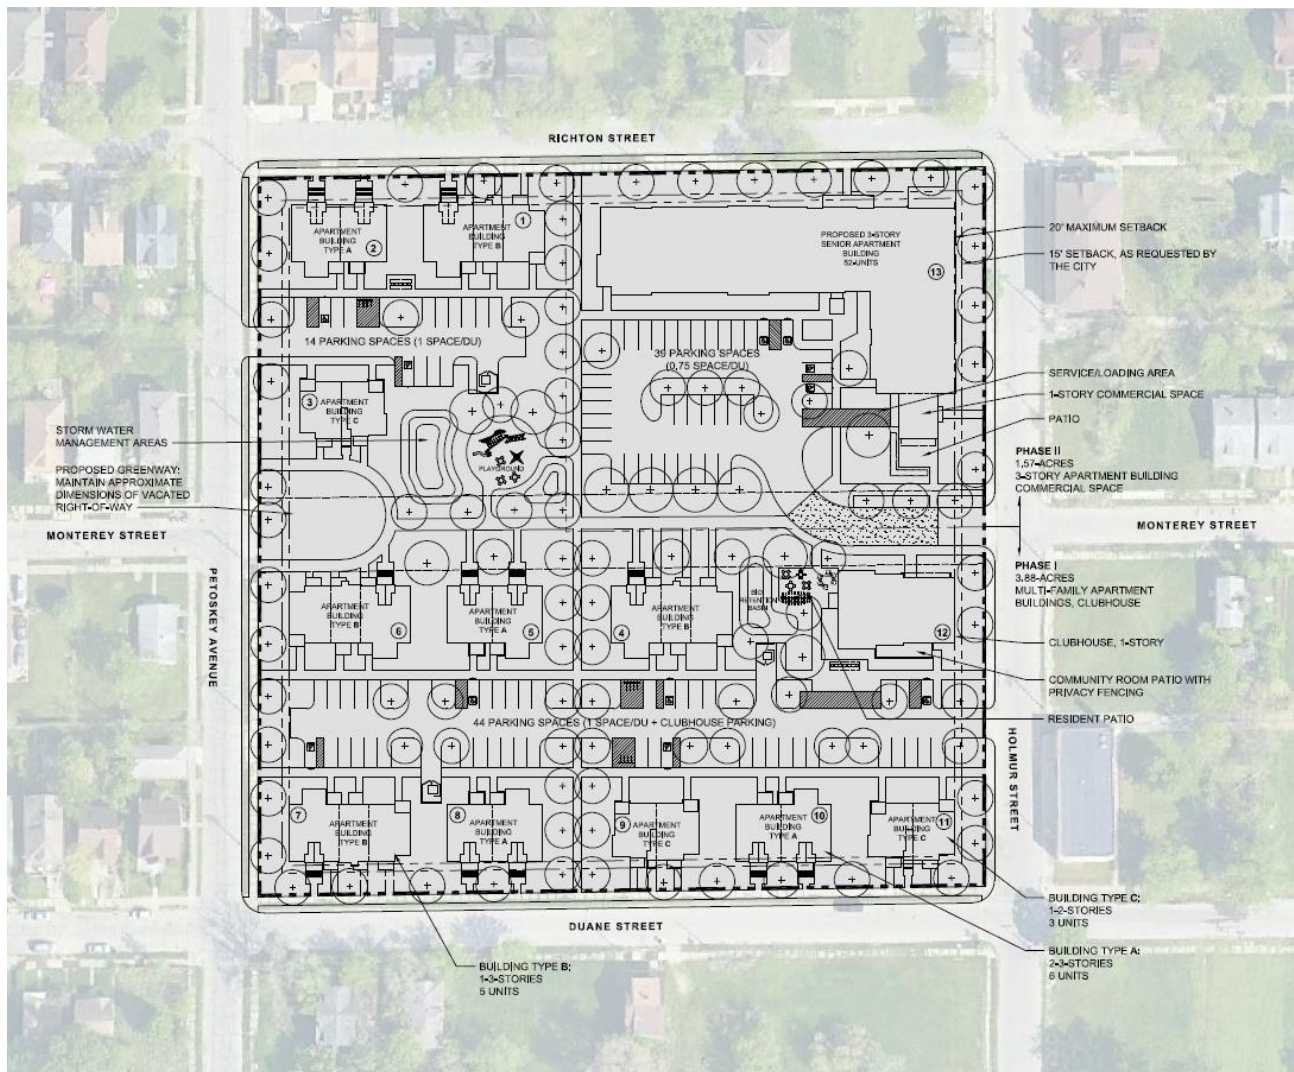 RICHTON STREET
APARTMENT
BUILDING
TYPE A
2
APARTMENT
BUILDING
TYPE B
1
PROPOSED 3-STORY
SENIOR APARTMENT
BUILDING
52-UNITS
13
20' MAXIMUM SETBACK
15' SETBACK, AS REQUESTED BY
THE CITY
14 PARKING SPACES (1 SPACE/DU)
39 PARKING SPACES
(0.75 SPACE/DU)
SERVICE/LOADING AREA
1-STORY COMMERCIAL SPACE
PATIO
3
APARTMENT
BUILDING
TYPE C
STORM WATER
MANAGEMENT AREAS
PLAYGROUND
PROPOSED GREENWAY:
MAINTAIN APPROXIMATE
DIMENSIONS OF VACATED
RIGHT-OF-WAY
PHASE II
1.57-ACRES
3-STORY APARTMENT BUILDING
COMMERCIAL SPACE
MONTEREY STREET
MONTEREY STREET
PHASE I
3.88-ACRES
MULTI-FAMILY APARTMENT
BUILDINGS, CLUBHOUSE
PETOSKEY AVENUE
APARTMENT
BUILDING
TYPE B
6
APARTMENT
BUILDING
TYPE A
5
4
APARTMENT
BUILDING
TYPE B
BIO
RETENTION
BASIN
12
CLUBHOUSE, 1-STORY
COMMUNITY ROOM PATIO WITH
PRIVACY FENCING
RESIDENT PATIO
44 PARKING SPACES (1 SPACE/DU + CLUBHOUSE PARKING)
HOLMUR STREET
7
APARTMENT
BUILDING
TYPE B
8
APARTMENT
BUILDING
TYPE A
9
APARTMENT
BUILDING
TYPE C
10
APARTMENT
BUILDING
TYPE A
11
APARTMENT
BUILDING
TYPE C
DUANE STREET
BUILDING TYPE C:
1-2-STORIES
3 UNITS
BUILDING TYPE A:
2-3-STORIES
6 UNITS
BUILDING TYPE B:
1-3-STORIES
5 UNITS